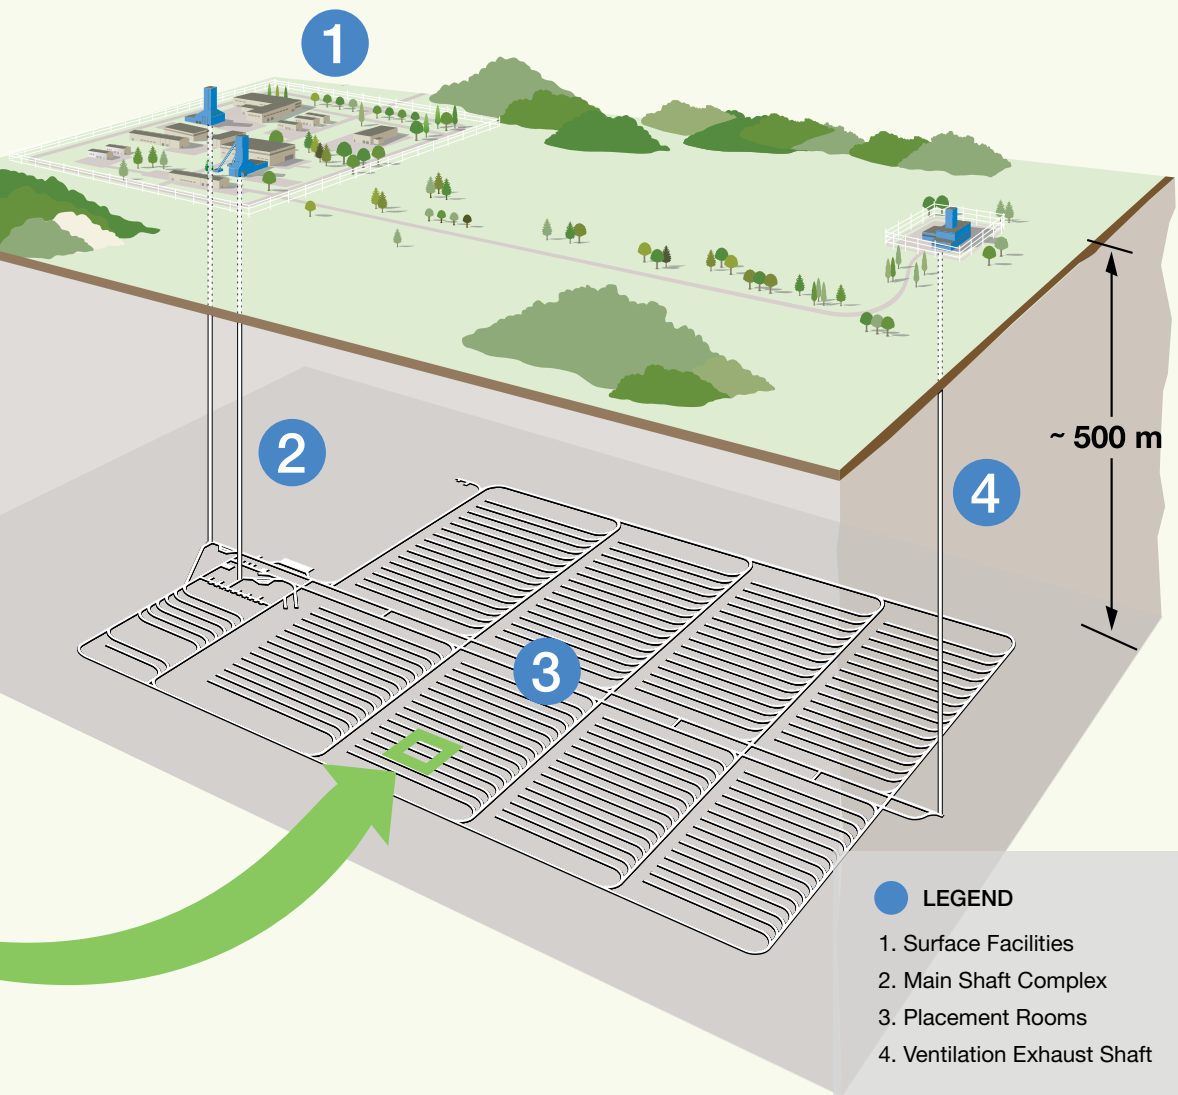 1
2
~ 500 m
4
3
LEGEND
1. Surface Facilities
2. Main Shaft Complex
3. Placement Rooms
4. Ventilation Exhaust Shaft